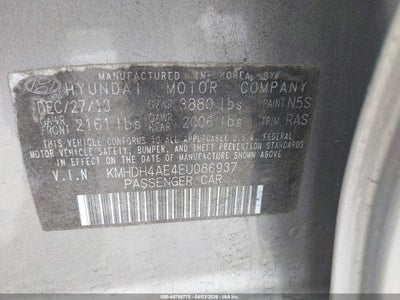 MANUFACTURED IN KOREA BY
HYUNDAI MOTOR COMPANY
DEC/27/13 GVWR 3880 lbs PAINT N5S
GAWR FRONT 2161 lbs GAWR REAR 2006 lbs TRIM RAS
THIS VEHICLE CONFORMS TO ALL APPLICABLE U.S.A. FEDERAL
MOTOR VEHICLE SAFETY, BUMPER, AND THEFT PREVENTION STANDARDS
IN EFFECT ON THE DATE OF MANUFACTURE SHOWN ABOVE.
V.I.N KMHDH4AE4EU086937
PASSENGER CAR